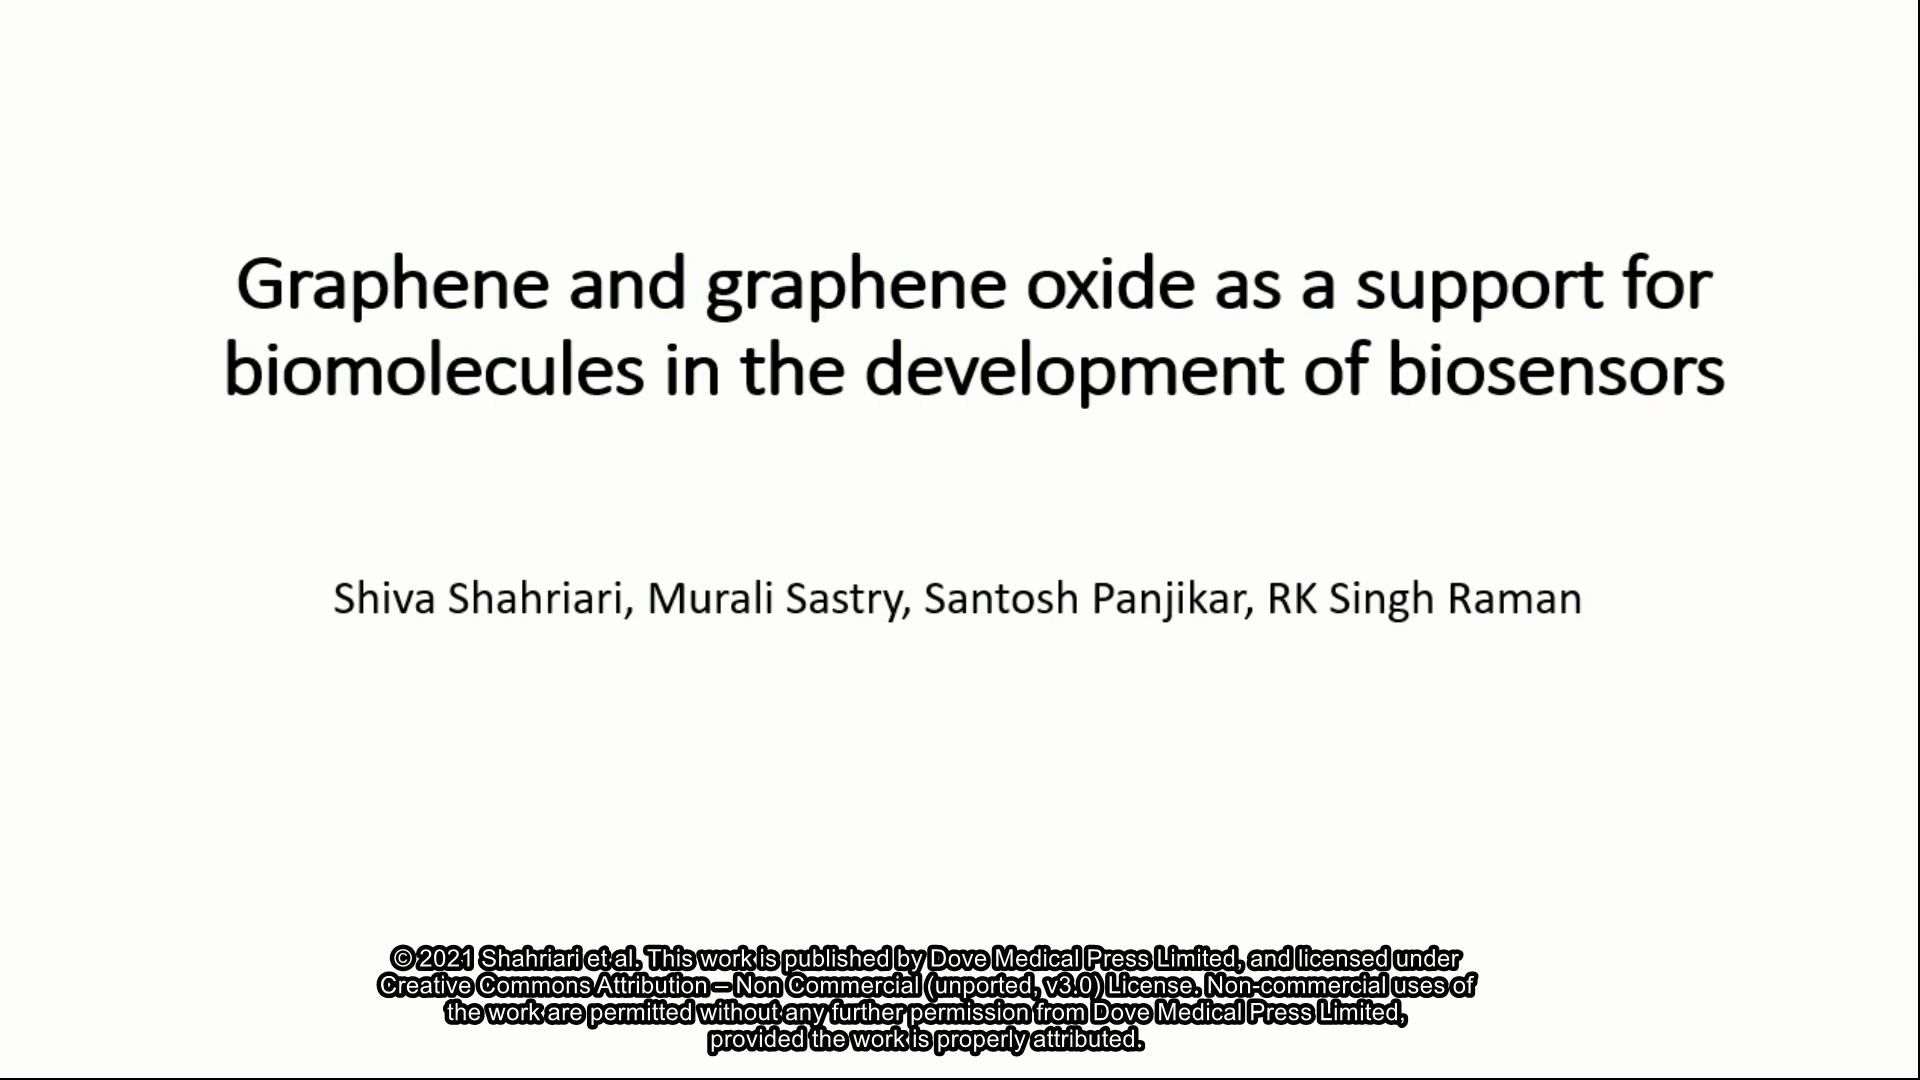 Graphene and graphene oxide as a support for
biomolecules in the development of biosensors
Shiva Shahriari, Murali Sastry, Santosh Panjikar, RK Singh Raman
© 2021 Shahriari et al. This work is published by Dove Medical Press Limited, and licensed under
Creative Commons Attribution – Non Commercial (unported, v3.0) License. Non-commercial uses of
the work are permitted without any further permission from Dove Medical Press Limited,
provided the work is properly attributed.